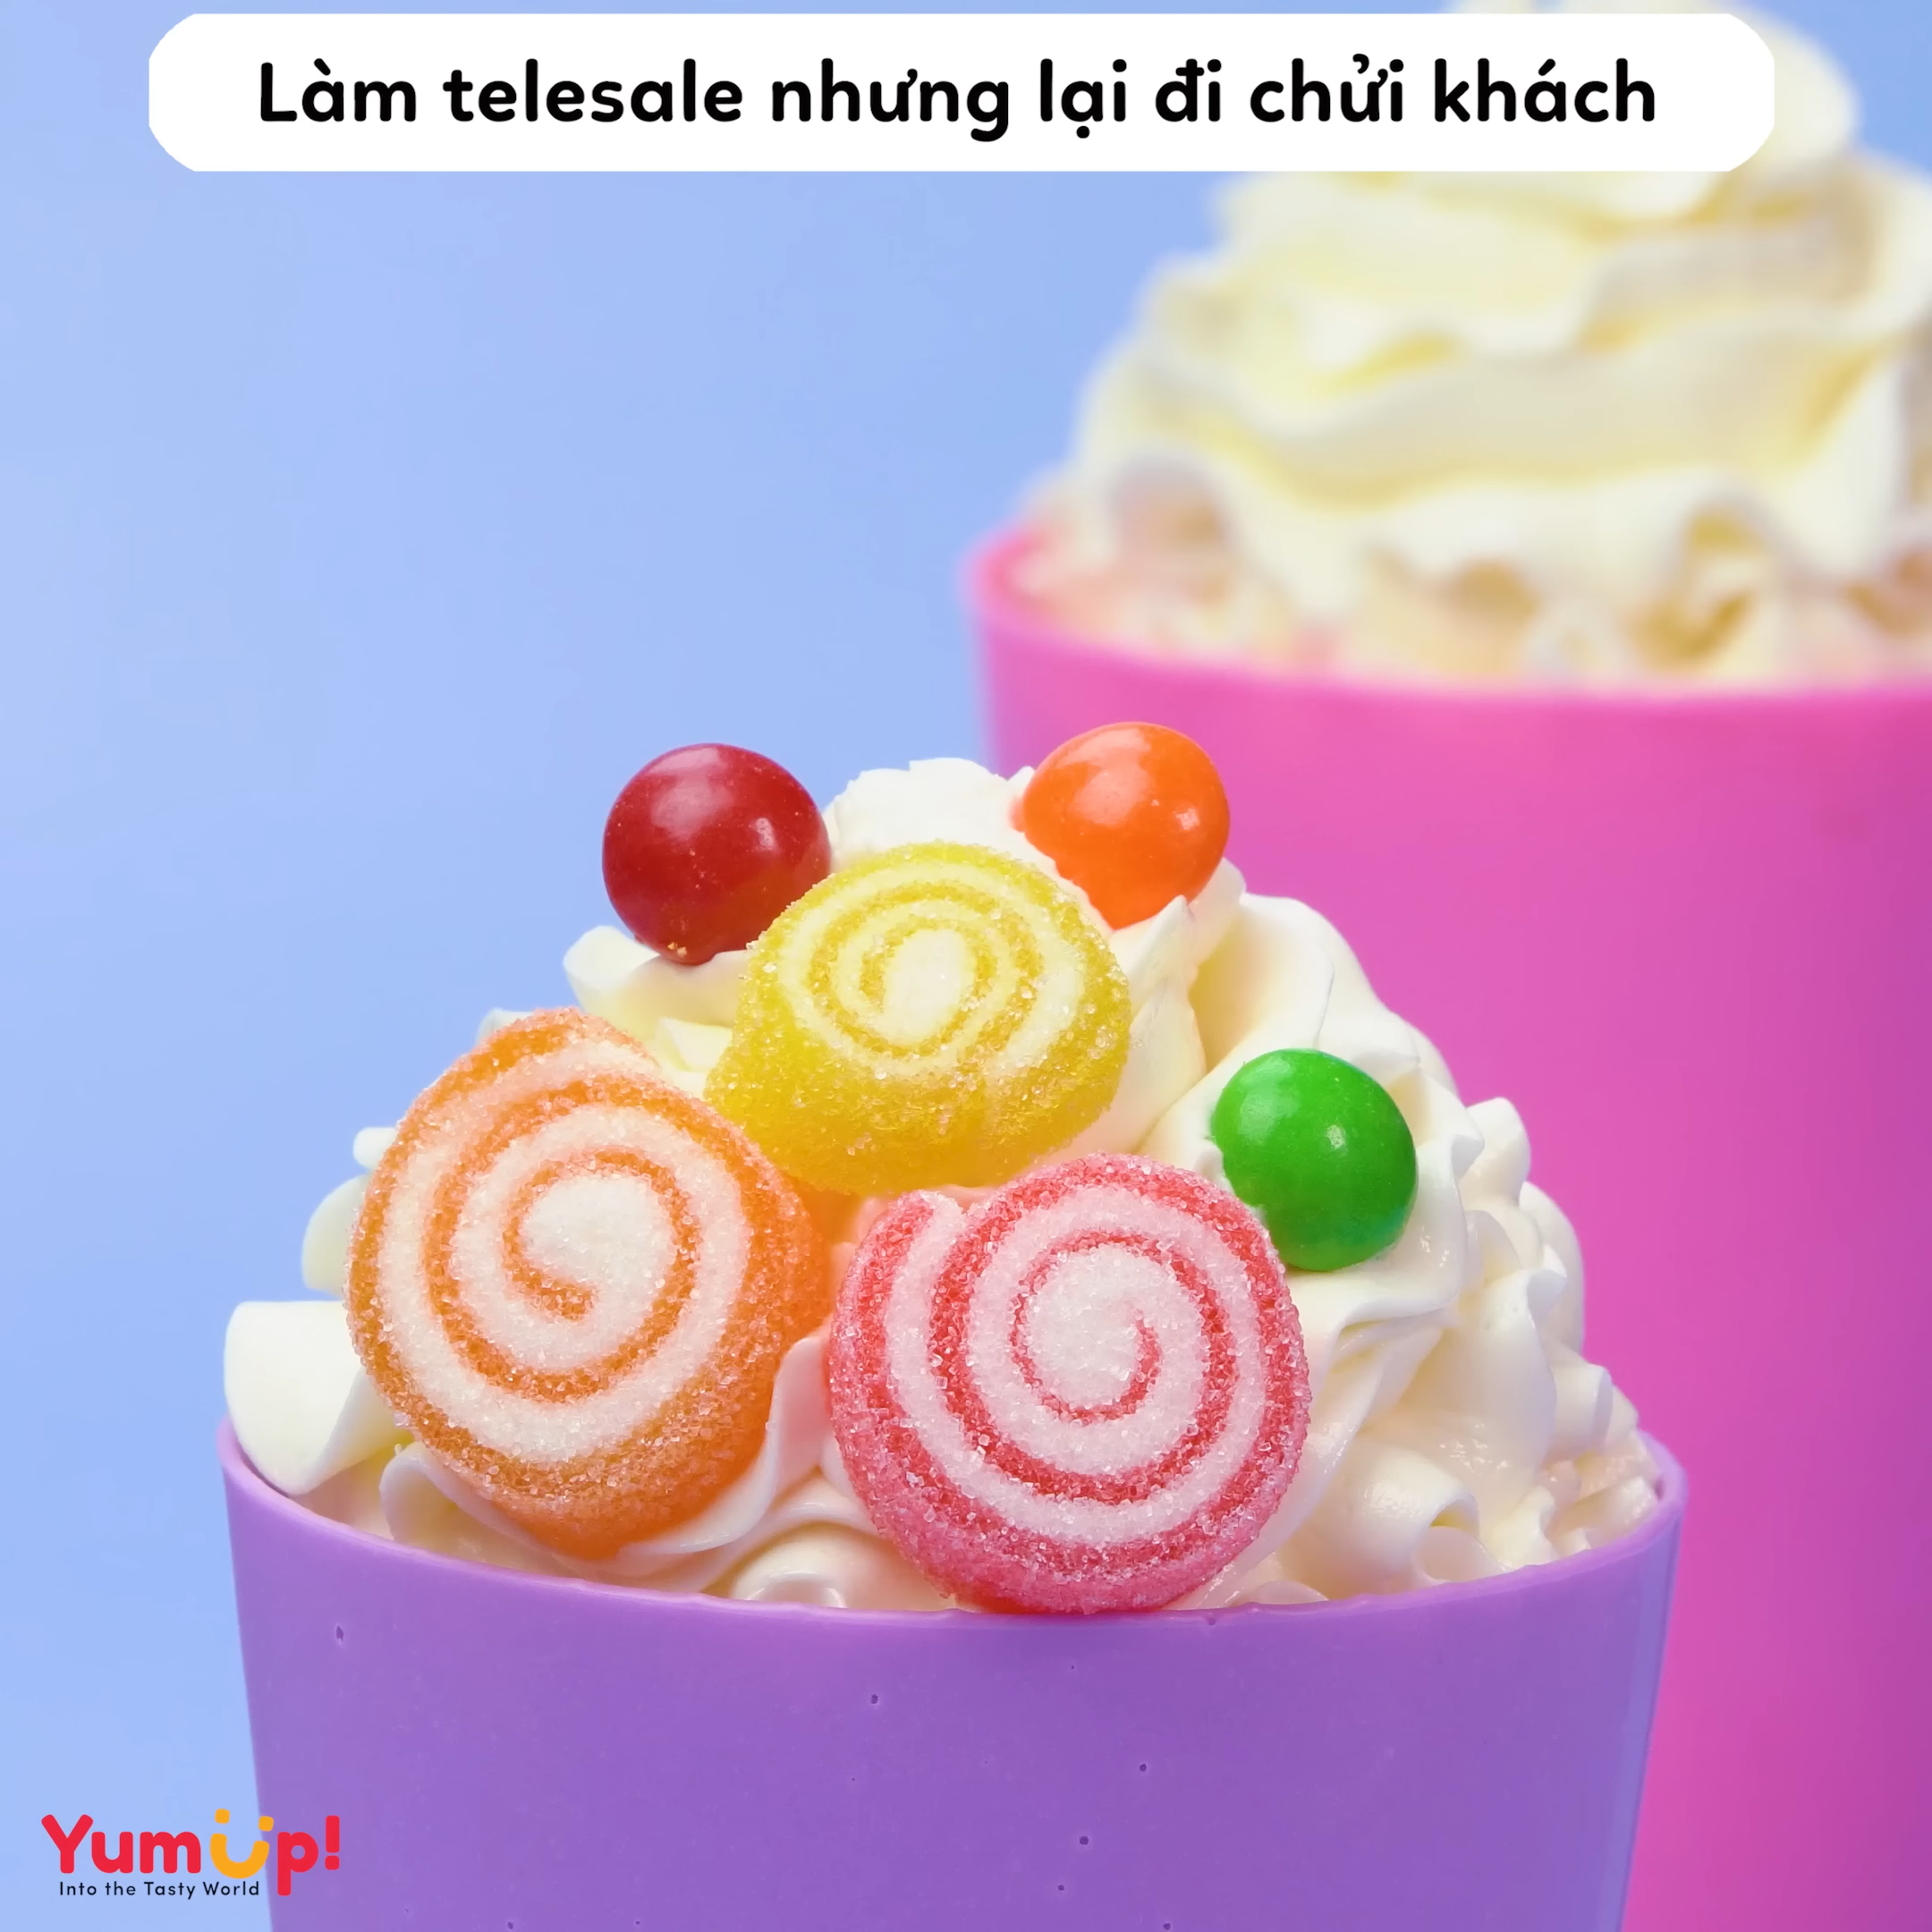 Làm telesale nhưng lại đi chửi khách
YumUp!
Into the Tasty World